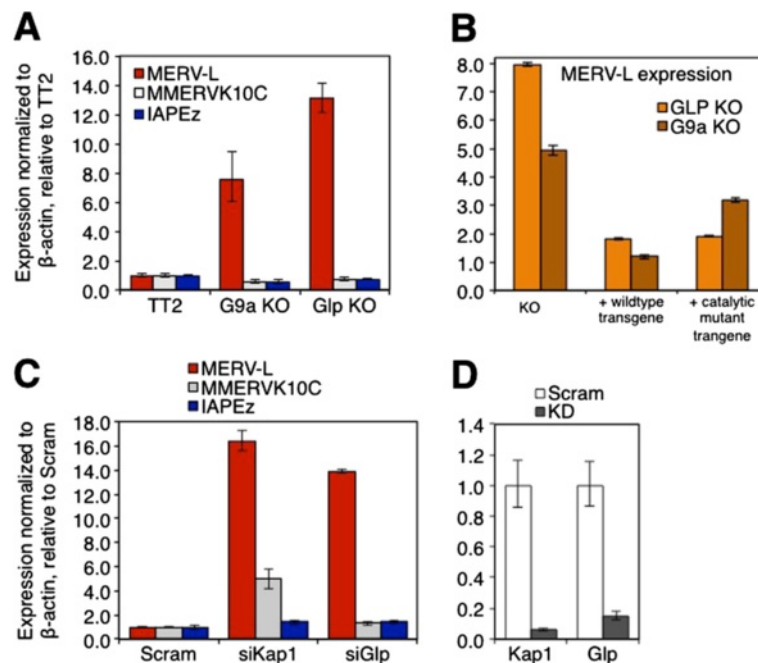 A
Expression normalized to
β-actin, relative to TT2
16.0
14.0
12.0
10.0
8.0
6.0
4.0
2.0
0.0
MERV-L
MMERVK10C
IAPEz
TT2 G9a KO Glp KO
B
MERV-L expression
GLP KO
G9a KO
8.0
7.0
5.0
4.0
3.0
2.0
1.0
0.0
KO
+ wildtype
transgene
+ catalytic
mutant
trangene
C
MERV-L
MMERVK10C
IAPEz
Expression normalized to
β-actin, relative to Scram
18.0
16.0
14.0
12.0
10.0
8.0
6.0
4.0
2.0
0.0
Scram siKap1 siGlp
D
Scram
KD
1.4
1.2
1.0
0.8
0.6
0.4
0.2
0
Kap1 Glp